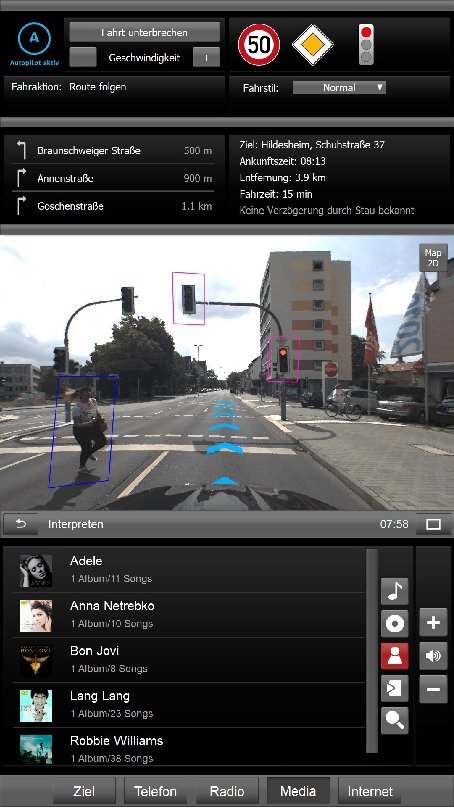 A
Autopilot aktiv
Fahrt unterbrechen
Geschwindigkeit
50
Fahraktion: Route folgen
Fahrstil: Normal
Braunschweiger Straße 500 m
Annenstraße 900 m
Goschenstraße 1.1 km
Ziel: Hildesheim, Schuhstraße 37
Ankunftszeit: 08:13
Entfernung: 3.9 km
Fahrzeit: 15 min
Keine Verzögerung durch Stau bekannt
Map
2D
Interpreten 07:58
Adele
1 Album/11 Songs
Anna Netrebko
1 Album/10 Songs
BON JOVI
Bon Jovi
1 Album/8 Songs
Lang Lang
1 Album/23 Songs
Robbie Williams
1 Album/38 Songs
Ziel Telefon Radio Media Internet